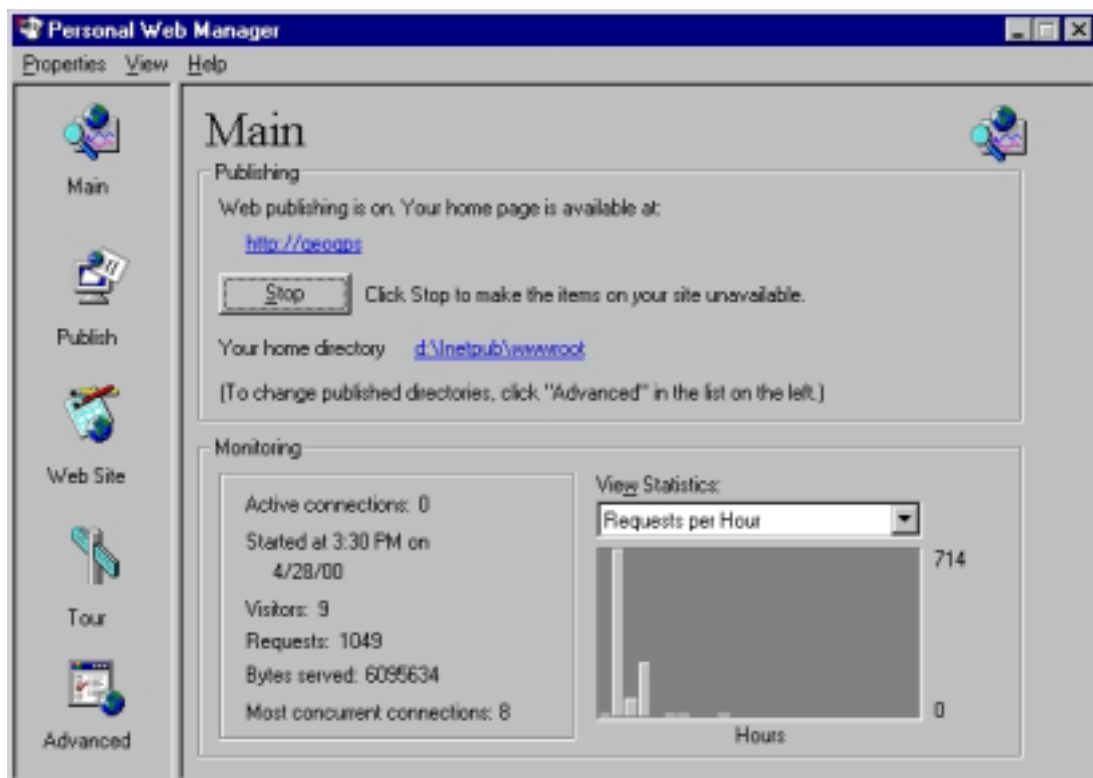 Personal Web Manager
Properties View Help
Main
Publish
Web Site
Tour
Advanced
Main
Publishing
Web publishing is on. Your home page is available at:
http://geogps
Stop
Click Stop to make the items on your site unavailable.
Your home directory d:\Inetpub\wwwroot
(To change published directories, click "Advanced" in the list on the left.)
Monitoring
Active connections: 0
Started at 3:30 PM on
4/28/00
Visitors: 9
Requests: 1049
Bytes served: 6095634
Most concurrent connections: 8
View Statistics:
Requests per Hour
714
0
Hours